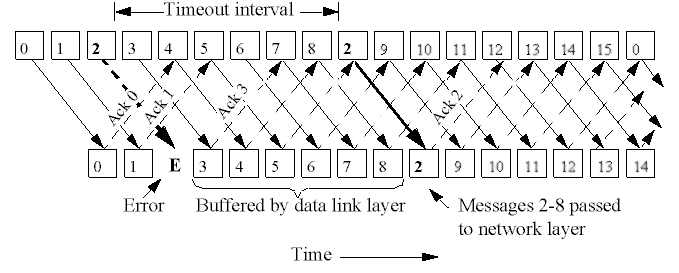 Timeout interval
0 1 2 3 4 5 6 7 8 2 9 10 11 12 13 14 15 0
Ack 0 Ack 1 Ack 3 Ack 2
0 1 E 3 4 5 6 7 8 2 9 10 11 12 13 14
Error Buffered by data link layer Messages 2-8 passed
to network layer
Time